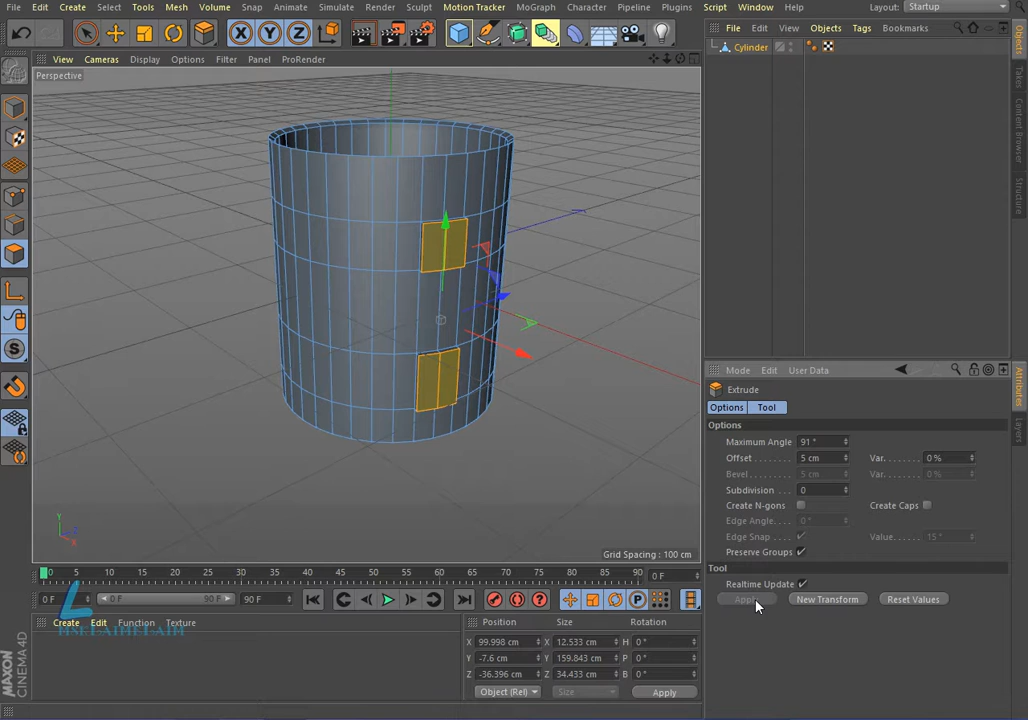 File Create Select Tools Mesh Volume Snap Animate Simulate Render Sculpt Motion Tracker MoGraph Character Pipeline Plugins Script Window Help Layout: Startup
X Y Z File Edit View Objects Tags Bookmarks
View Cameras Display Options Filter Panel ProRender
Perspective
Cylinder
Objects
Takes
Content Browser
Structure
S
Mode Edit User Data
Extrude
Options Tool
Options
Maximum Angle 91 °
Offset 5 cm Var. 0 %
Bevel 5 cm Var. 0 %
Subdivision 0
Create N-gons Create Caps
Edge Angle 0 °
Edge Snap Value 15 °
Preserve Groups
Tool
Realtime Update
Apply New Transform Reset Values
Attributes
Layers
Y Z X
Grid Spacing : 100 cm
0 5 10 15 20 25 30 35 40 45 50 55 60 65 70 75 80 85 90 0 F
0 F 0 F 90 F 90 F P
Create Edit Function Texture
Position Size Rotation
X 99.998 cm X 12.533 cm H 0 °
Y -7.6 cm Y 159.843 cm P 0 °
Z -36.396 cm Z 34.433 cm B 0 °
Object (Rel) Size Apply
MAXON
CINEMA 4D